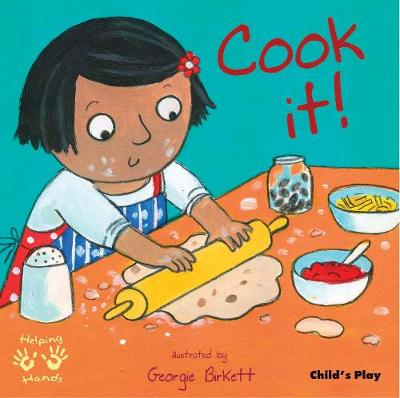 Cook
it!
Helping
Hands
illustrated by
Georgie Birkett
Child's Play